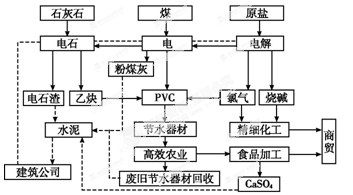 石灰石 煤 原盐
电石 电 电解
粉煤灰
电石渣 乙炔 PVC 氯气 烧碱
水泥 节水器材 精细化工
商贸
高效农业 食品加工
建筑公司 废旧节水器材回收 CaSO₄